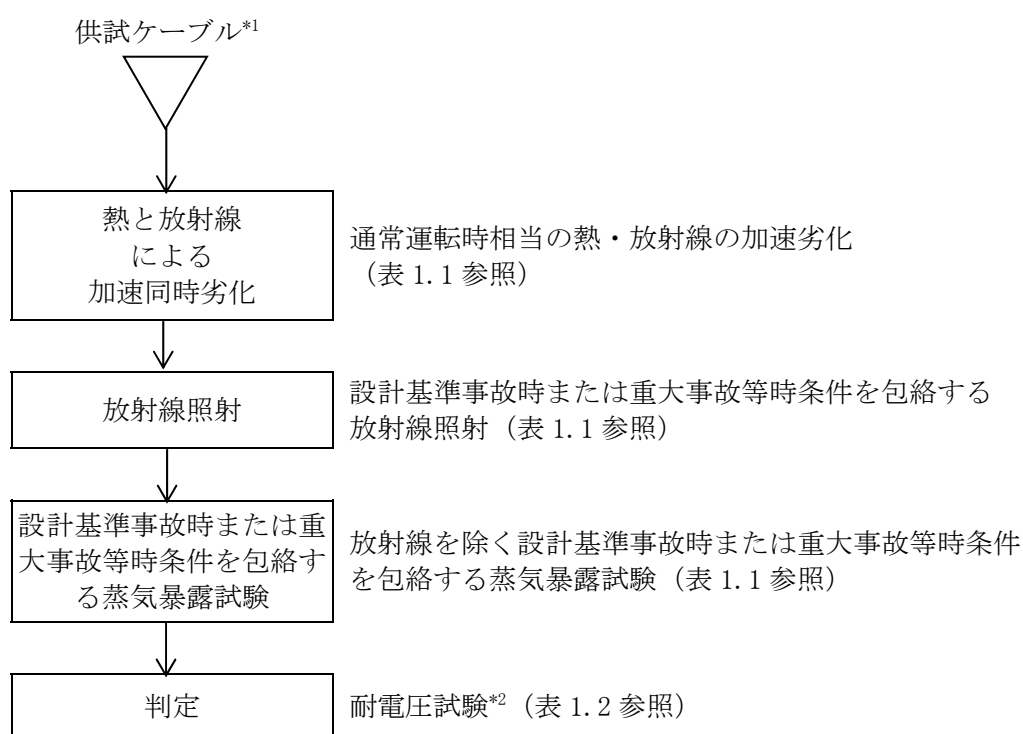 供試ケーブル*1
熱と放射線
による
加速同時劣化
通常運転時相当の熱・放射線の加速劣化
（表 1.1 参照）
放射線照射
設計基準事故時または重大事故等時条件を包絡する
放射線照射（表 1.1 参照）
設計基準事故時または重
大事故等時条件を包絡す
る蒸気暴露試験
放射線を除く設計基準事故時または重大事故等時条件
を包絡する蒸気暴露試験（表 1.1 参照）
判定
耐電圧試験*2（表 1.2 参照）